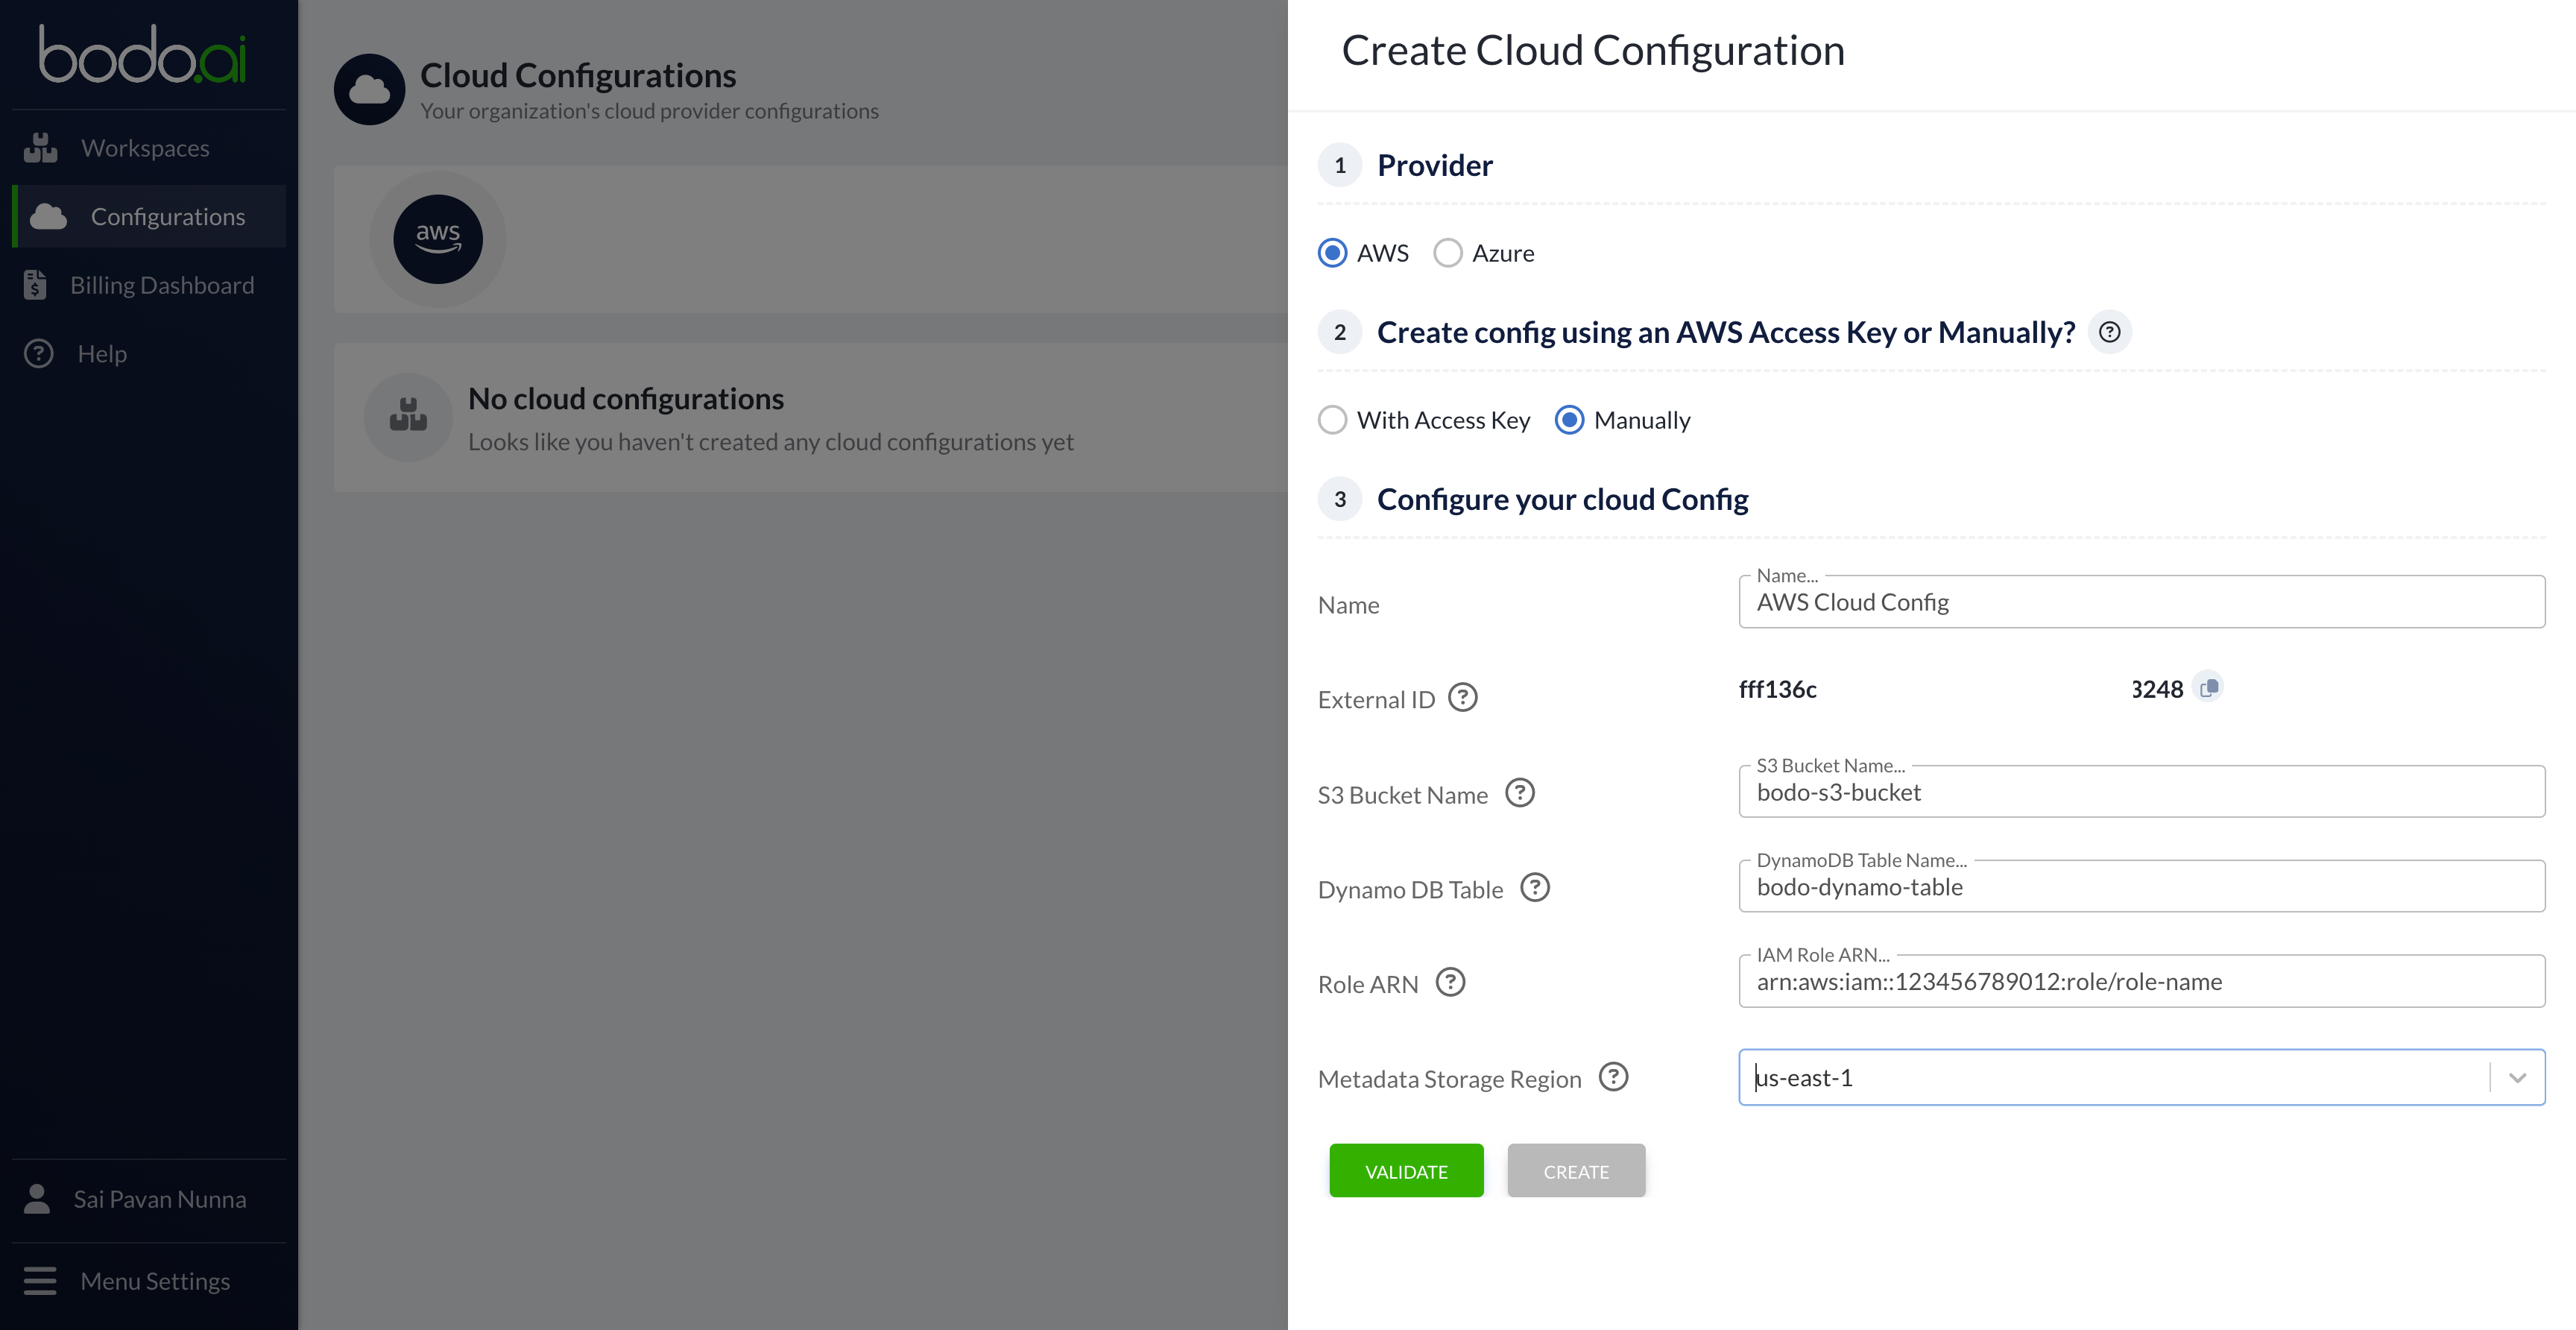 bodo.ai
Workspaces
Configurations
Billing Dashboard
Help
Sai Pavan Nunna
Menu Settings
Cloud Configurations
Your organization's cloud provider configurations
aws
No cloud configurations
Looks like you haven't created any cloud configurations yet
Create Cloud Configuration
1 Provider
AWS Azure
2 Create config using an AWS Access Key or Manually?
With Access Key Manually
3 Configure your cloud Config
Name...
Name AWS Cloud Config
External ID fff136c 3248
S3 Bucket Name...
S3 Bucket Name bodo-s3-bucket
DynamoDB Table Name...
Dynamo DB Table bodo-dynamo-table
IAM Role ARN...
Role ARN arn:aws:iam::123456789012:role/role-name
Metadata Storage Region us-east-1
VALIDATE CREATE